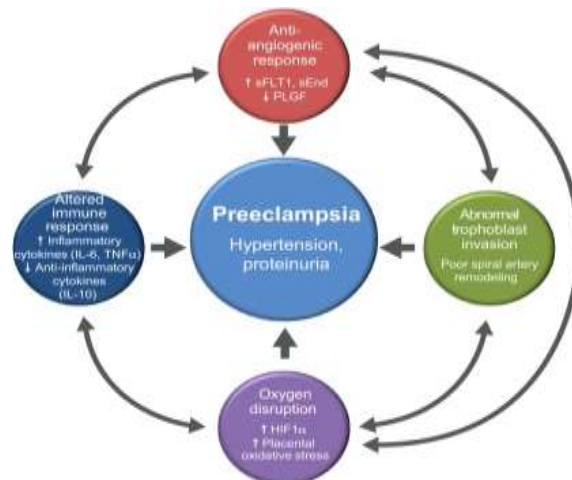 Anti-
angiogenic
response
↑ sFLT1, sEnd
↓ PLGF
Altered
immune
response
↑ Inflammatory
cytokines (IL-6, TNFα)
↓ Anti-inflammatory
cytokines
(IL-10)
Preeclampsia
Hypertension,
proteinuria
Abnormal
trophoblast
invasion
Poor spiral artery
remodeling
Oxygen
disruption
↑ HIF1α
↑ Placental
oxidative stress